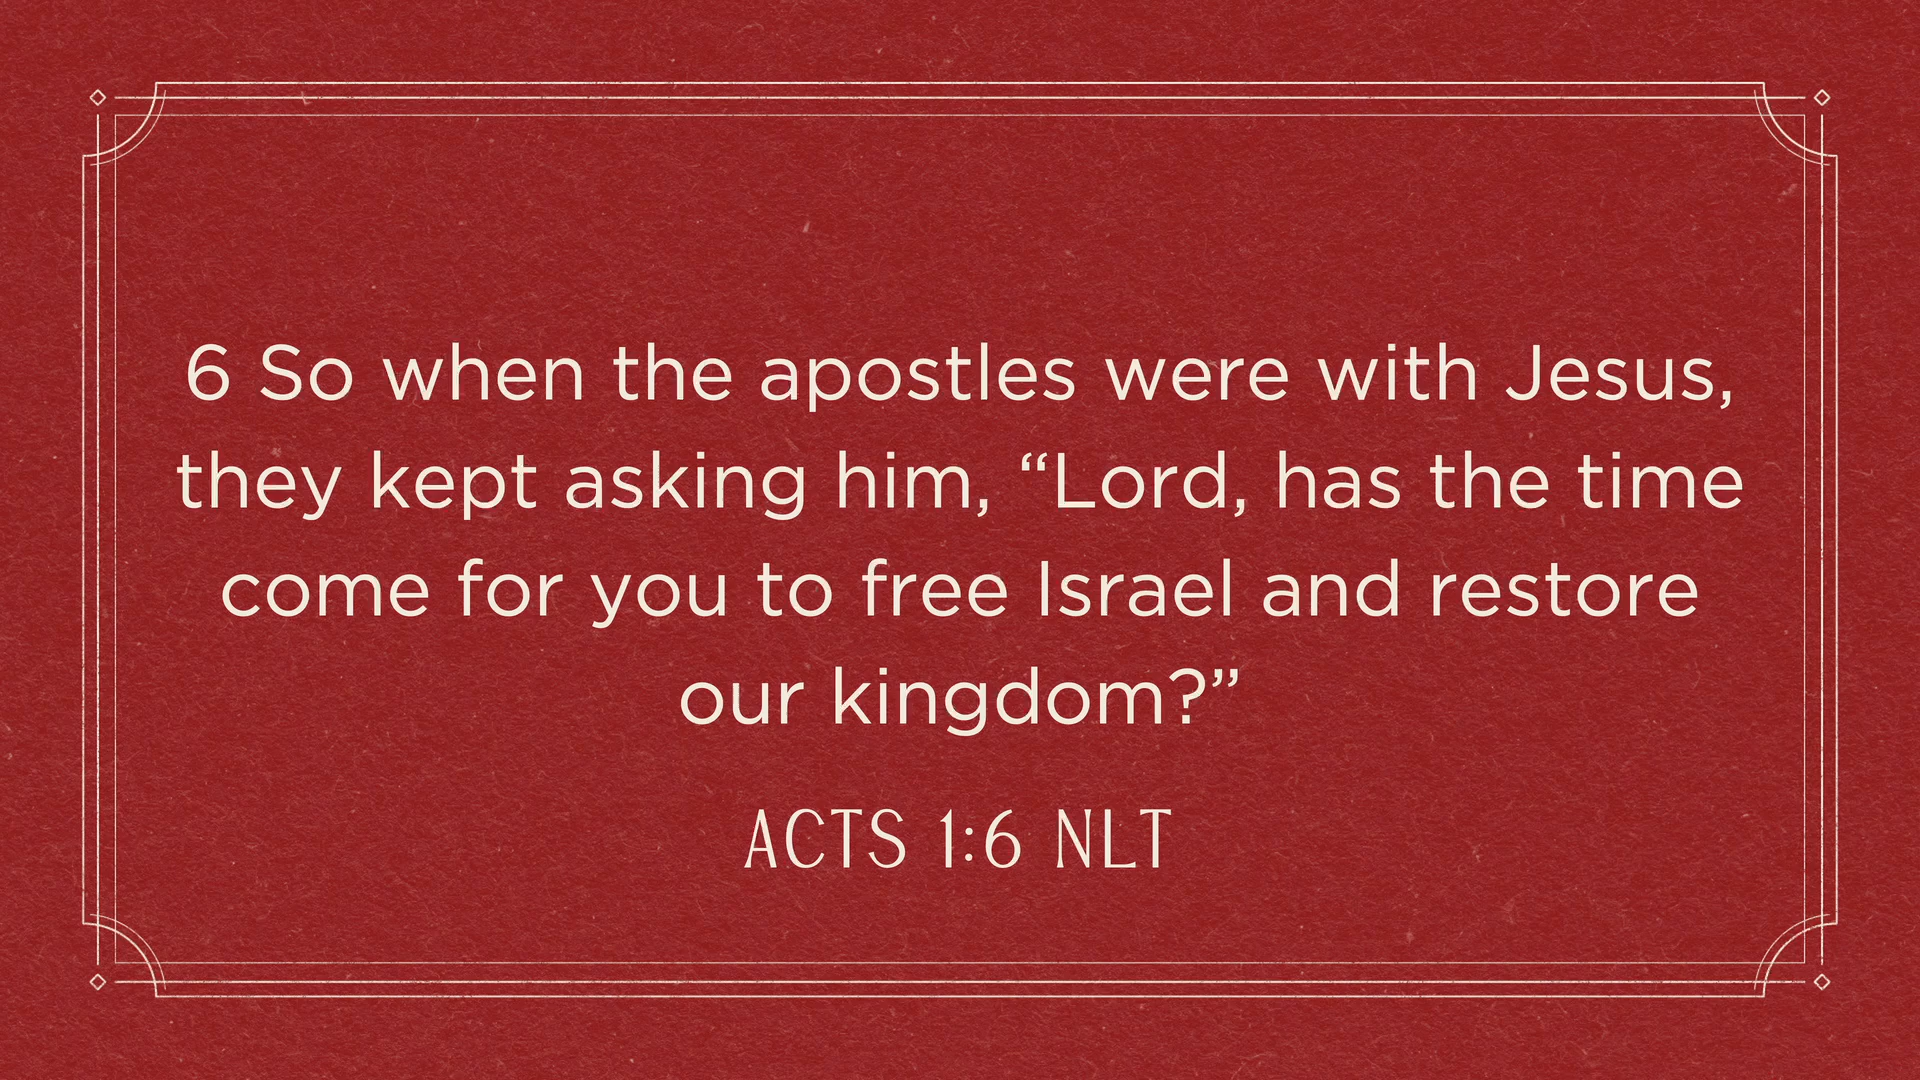 6 So when the apostles were with Jesus,
they kept asking him, “Lord, has the time
come for you to free Israel and restore
our kingdom?”
ACTS 1:6 NLT